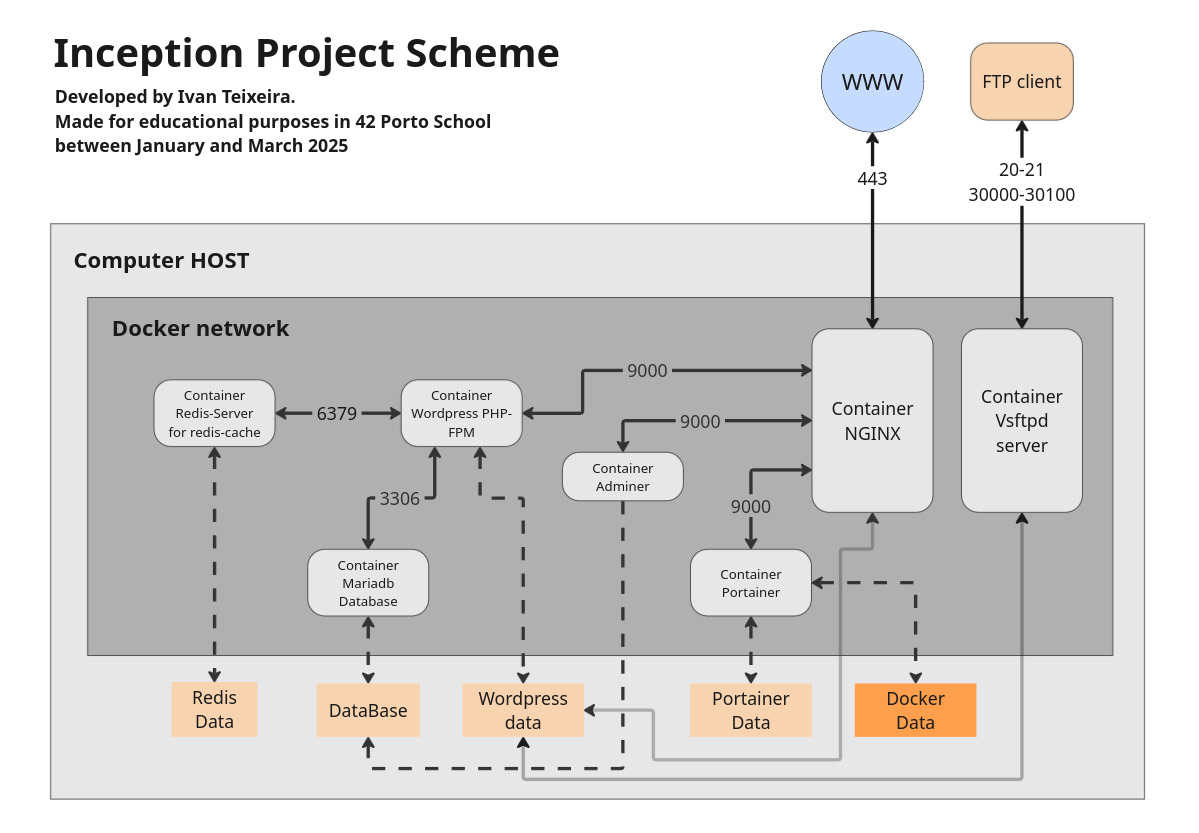 Inception Project Scheme
Developed by Ivan Teixeira.
Made for educational purposes in 42 Porto School
between January and March 2025
WWW
FTP client
443
20-21
30000-30100
Computer HOST
Docker network
9000
Container
Redis-Server
for redis-cache
6379
Container
Wordpress PHP-
FPM
9000
Container
NGINX
Container
Vsftpd
server
Container
Adminer
3306
9000
Container
Mariadb
Database
Container
Portainer
Redis
Data
DataBase
Wordpress
data
Portainer
Data
Docker
Data